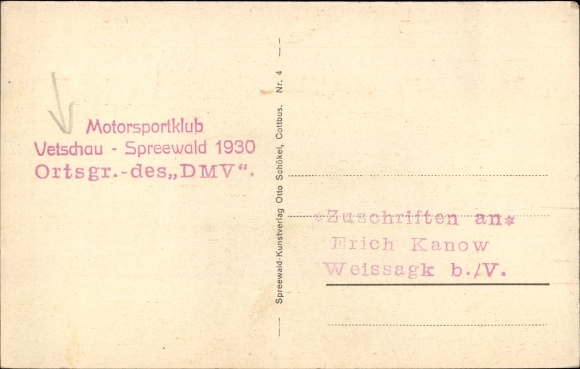 Motorsportklub
Vetschau - Spreewald 1930
Ortsgr.-des„DMV“.
Spreewald-Kunstverlag Otto Schökel, Cottbus. Nr. 4
*Zuschriften an*
Erich Kanow
Weissagk b./V.